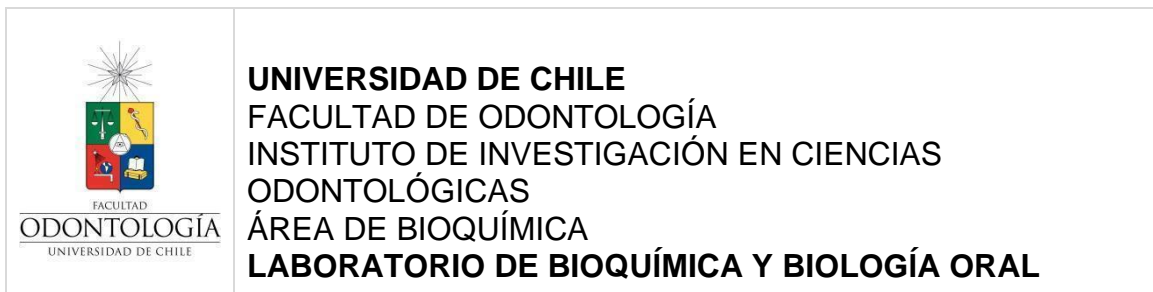 FACULTAD
ODONTOLOGÍA
UNIVERSIDAD DE CHILE
UNIVERSIDAD DE CHILE
FACULTAD DE ODONTOLOGÍA
INSTITUTO DE INVESTIGACIÓN EN CIENCIAS
ODONTOLÓGICAS
ÁREA DE BIOQUÍMICA
LABORATORIO DE BIOQUÍMICA Y BIOLOGÍA ORAL